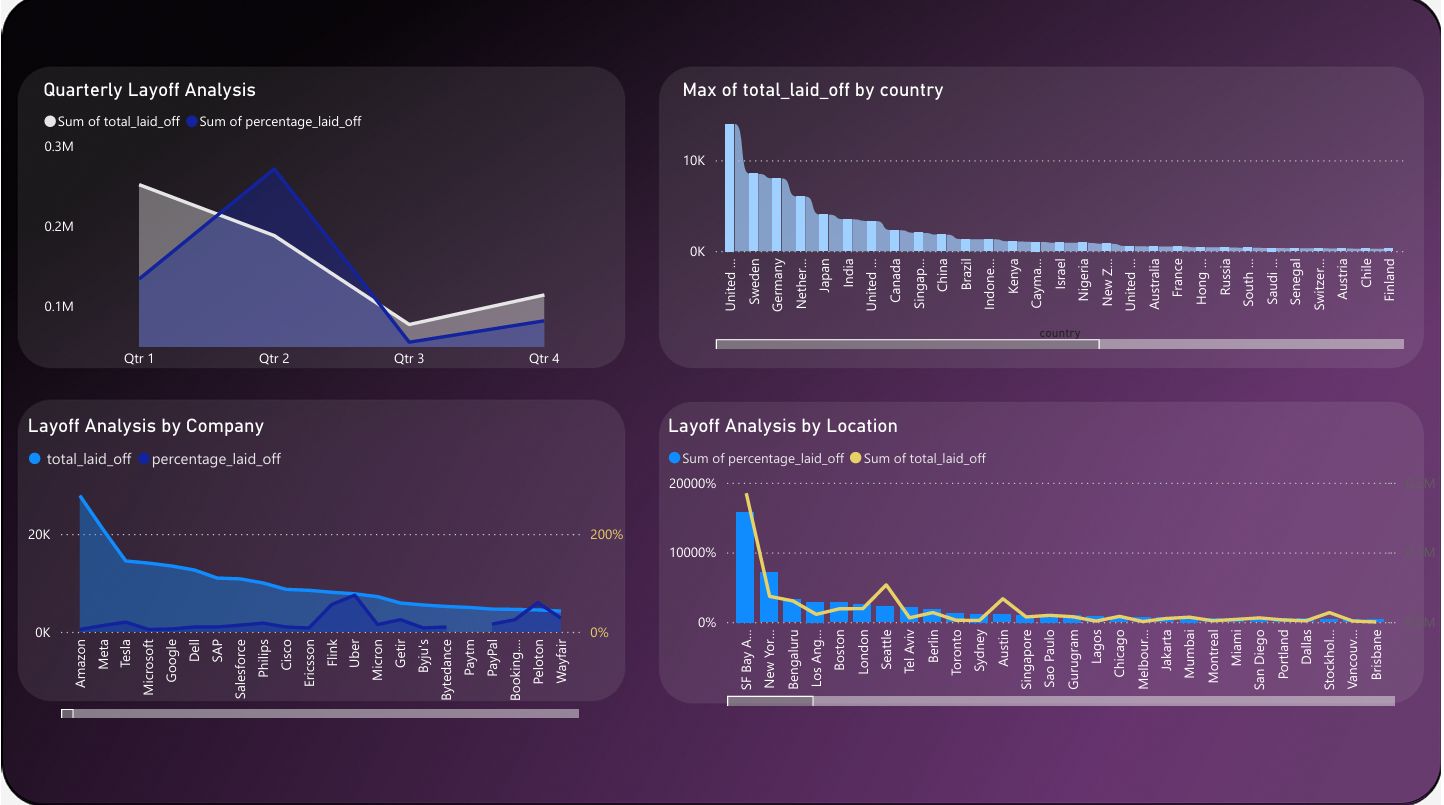 Quarterly Layoff Analysis
Sum of total_laid_off Sum of percentage_laid_off
0.3M
0.2M
0.1M
Qtr 1 Qtr 2 Qtr 3 Qtr 4
Max of total_laid_off by country
10K
0K
United ... Sweden Germany Nether... Japan India United ... Canada Singap... China Brazil Indone... Kenya Cayma... Israel Nigeria New Z... United ... Australia France Hong ... Russia South ... Saudi ... Senegal Switzer... Austria Chile Finland
country
Layoff Analysis by Company
total_laid_off percentage_laid_off
20K 200%
0K 0%
Amazon Meta Tesla Microsoft Google Dell SAP Salesforce Philips Cisco Ericsson Flink Uber Micron Getir Byju's Bytedance Paytm PayPal Booking... Peloton Wayfair
Layoff Analysis by Location
Sum of percentage_laid_off Sum of total_laid_off
20000%
10000%
0%
SF Bay A... New Yor... Bengaluru Los Ang... Boston London Seattle Tel Aviv Berlin Toronto Sydney Austin Singapore Sao Paulo Gurugram Lagos Chicago Melbour... Jakarta Mumbai Montreal Miami San Diego Portland Dallas Stockhol... Vancouv... Brisbane